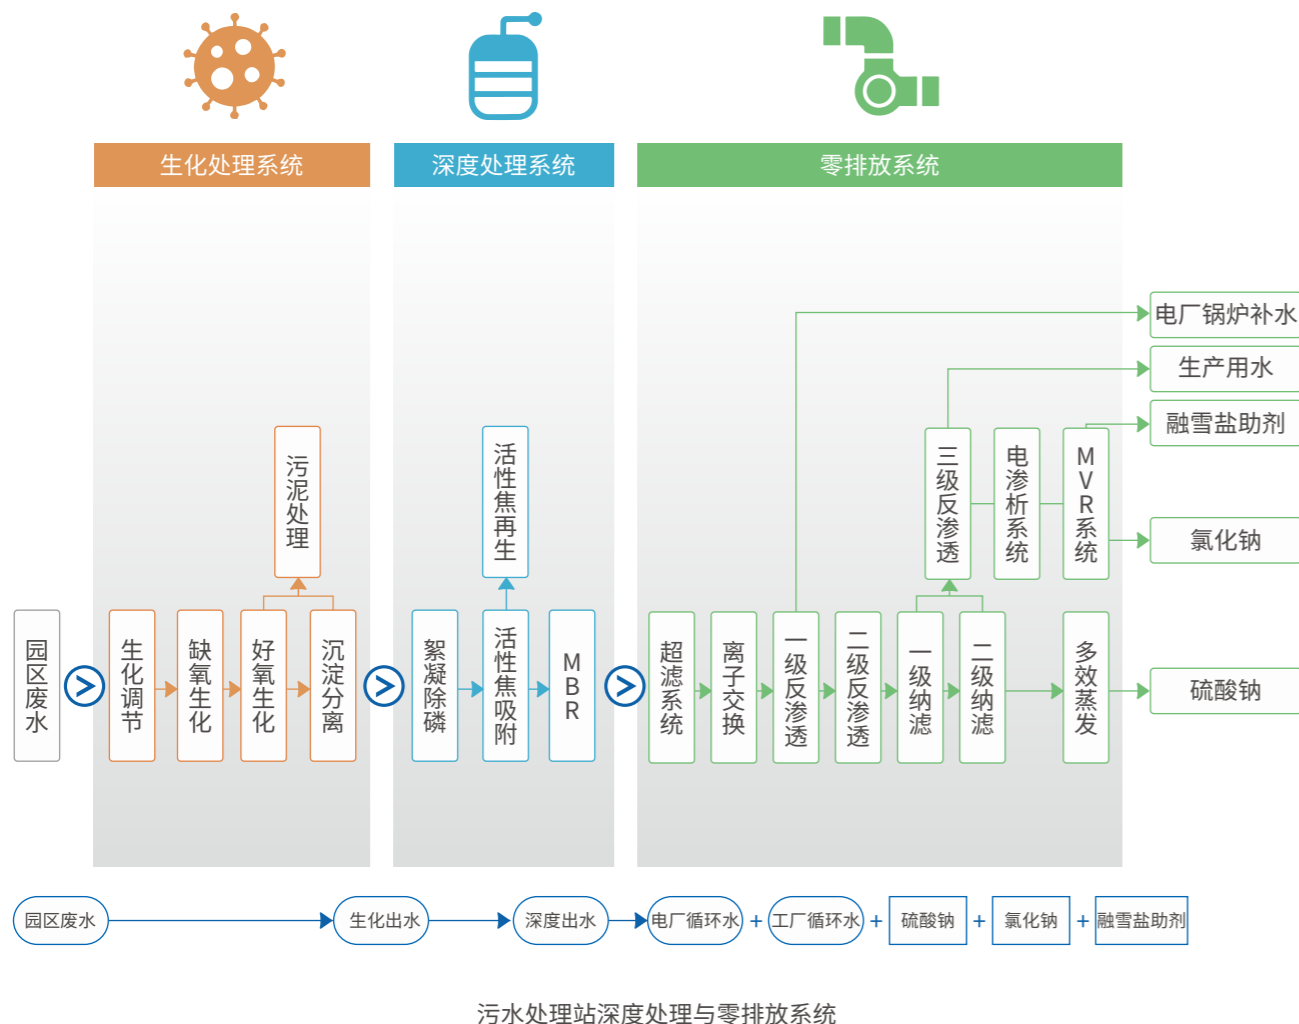 生化处理系统
深度处理系统
零排放系统
电厂锅炉补水
生产用水
融雪盐助剂
氯化钠
硫酸钠
污泥处理
活性焦再生
三级反渗透
电渗析系统
MVR系统
园区废水
生化调节
缺氧生化
好氧生化
沉淀分离
絮凝除磷
活性焦吸附
MBR
超滤系统
离子交换
一级反渗透
二级反渗透
一级纳滤
二级纳滤
多效蒸发
园区废水
生化出水
深度出水
电厂循环水 + 工厂循环水 + 硫酸钠 + 氯化钠 + 融雪盐助剂
污水处理站深度处理与零排放系统